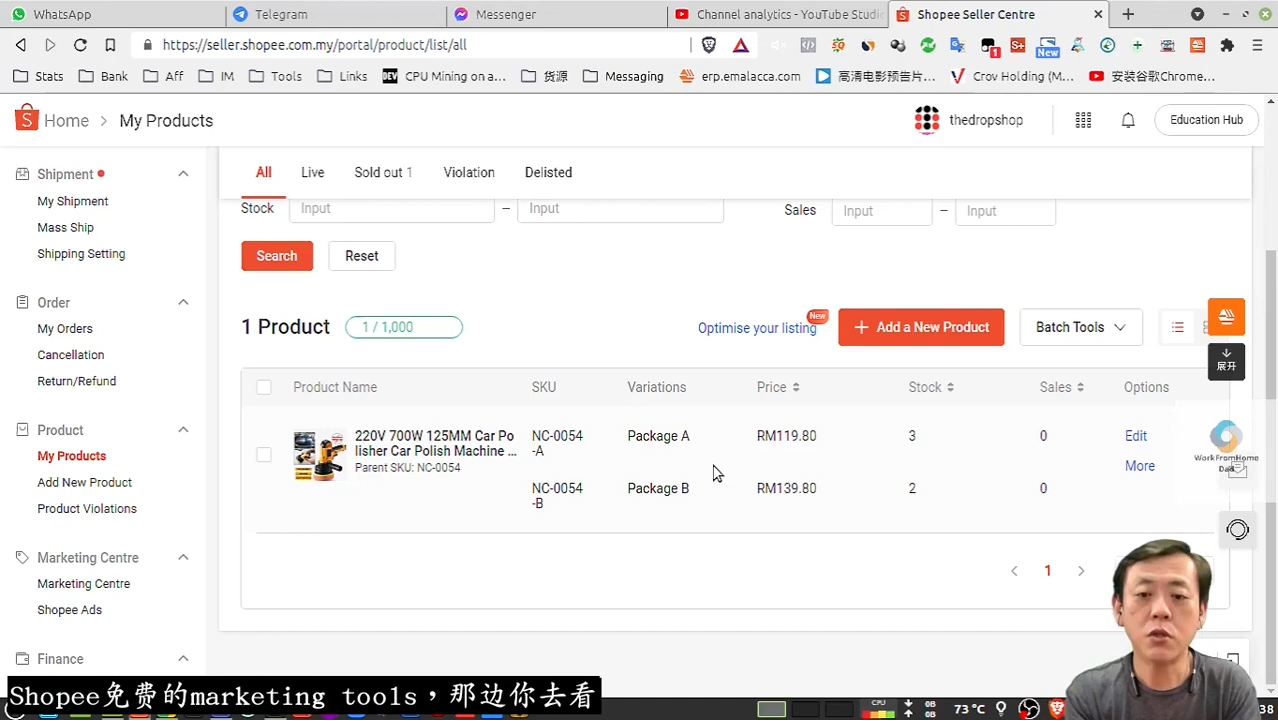 WhatsApp
Telegram
Messenger
Channel analytics - YouTube Studio
Shopee Seller Centre
https://seller.shopee.com.my/portal/product/list/all
1
New
Stats
Bank
Aff
IM
Tools
Links
DEV CPU Mining on a...
货源
Messaging
erp.emalacca.com
高清电影预告片...
Crov Holding (M...
安装谷歌Chrome...
Home > My Products
thedropshop
Education Hub
Shipment
My Shipment
Mass Ship
Shipping Setting
Order
My Orders
Cancellation
Return/Refund
Product
My Products
Add New Product
Product Violations
Marketing Centre
Marketing Centre
Shopee Ads
Finance
All
Live
Sold out 1
Violation
Delisted
Stock
Input
–
Input
Sales
Input
–
Input
Search
Reset
1 Product
1 / 1,000
Optimise your listing
New
+ Add a New Product
Batch Tools
展开
Product Name
SKU
Variations
Price
Stock
Sales
Options
220V 700W 125MM Car Po
lisher Car Polish Machine ...
Parent SKU: NC-0054
NC-0054
-A
Package A
RM119.80
3
0
Edit
More
NC-0054
-B
Package B
RM139.80
2
0
WorkFromHome
1
Shopee免费的marketing tools，那边你去看
CPU
0B
0B
73°C
38